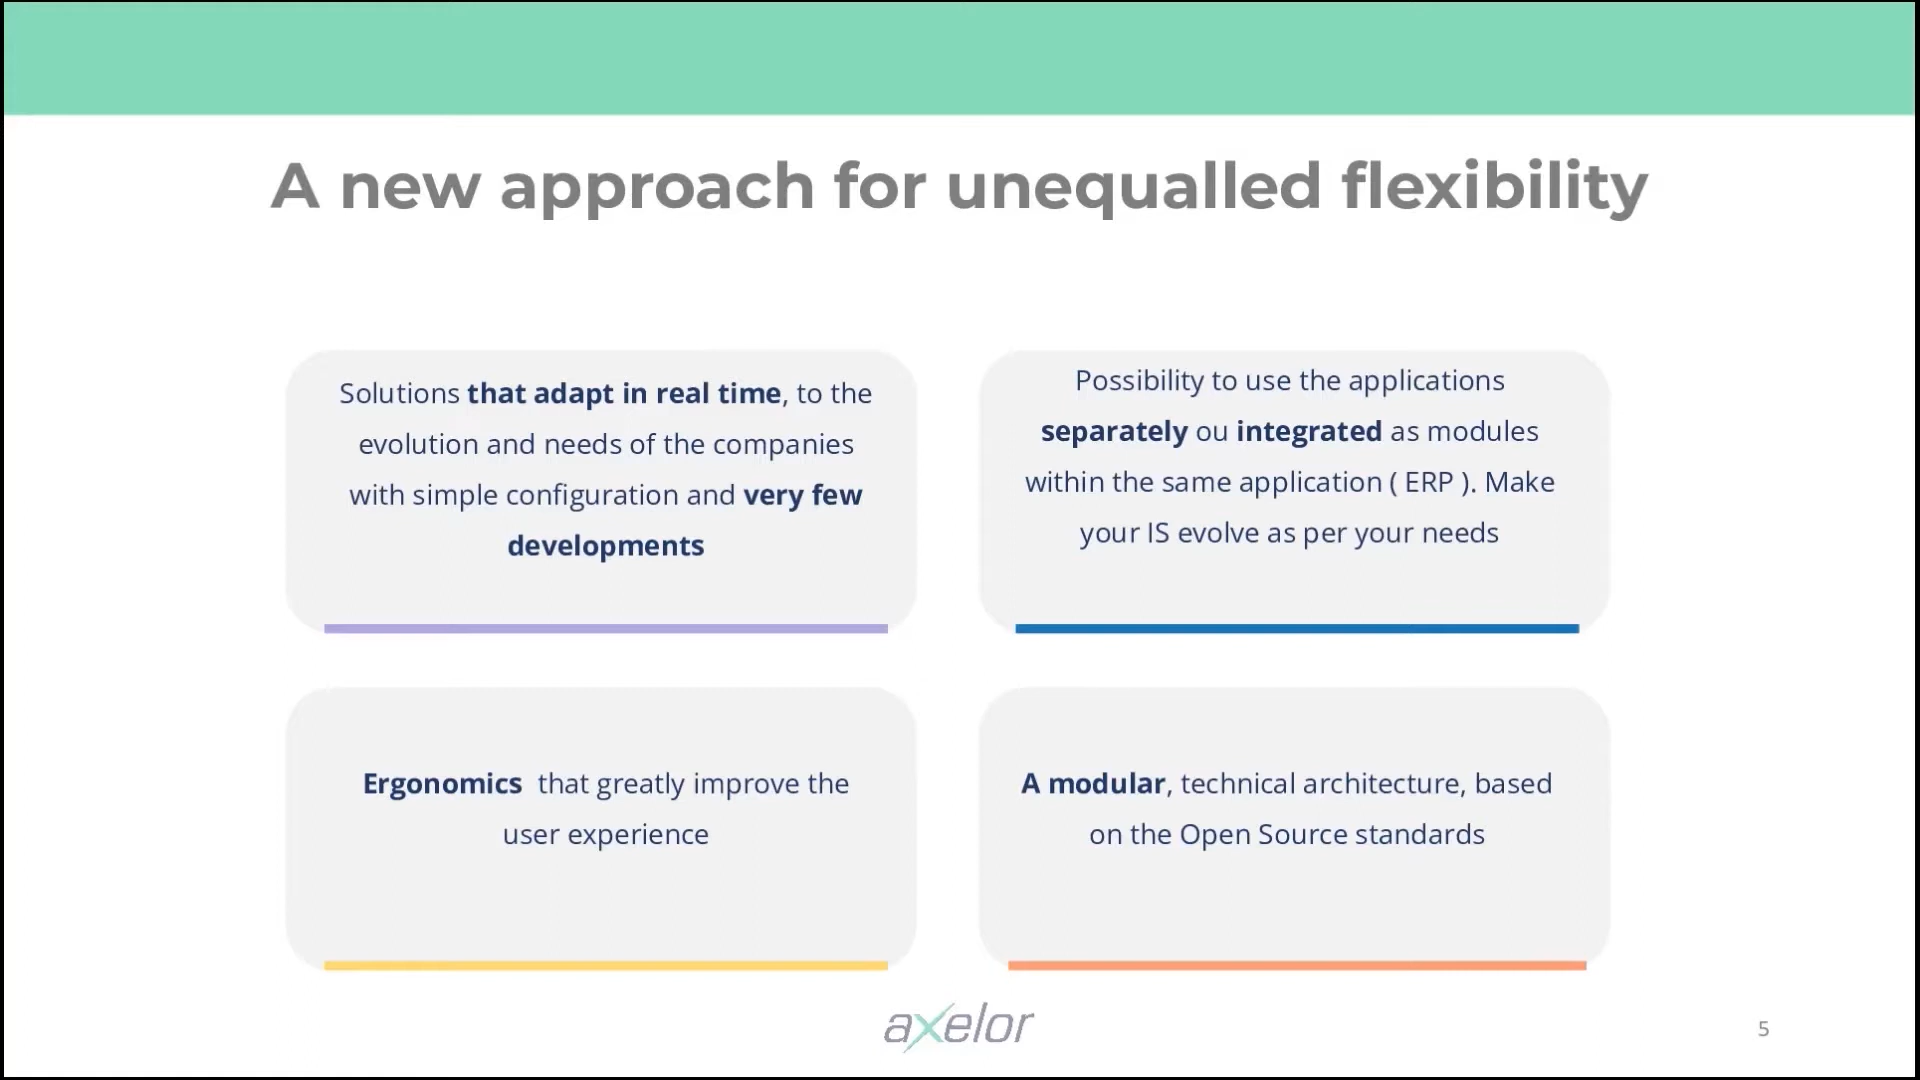 A new approach for unequalled flexibility
Solutions that adapt in real time, to the
evolution and needs of the companies
with simple configuration and very few
developments
Possibility to use the applications
separately ou integrated as modules
within the same application ( ERP ). Make
your IS evolve as per your needs
Ergonomics  that greatly improve the
user experience
A modular, technical architecture, based
on the Open Source standards
axelor
5